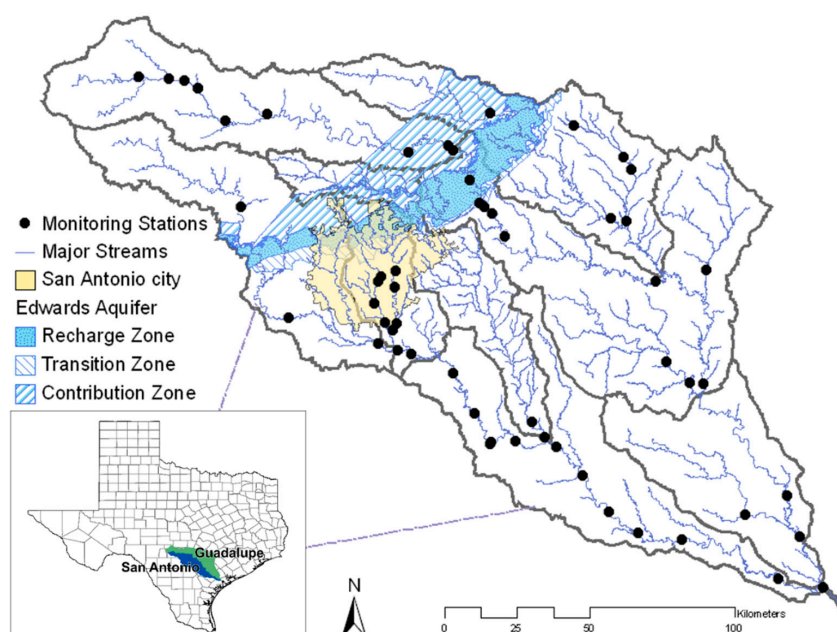 Monitoring Stations
Major Streams
San Antonio city
Edwards Aquifer
Recharge Zone
Transition Zone
Contribution Zone
Guadalupe
San Antonio
N
Kilometers
0 25 50 100